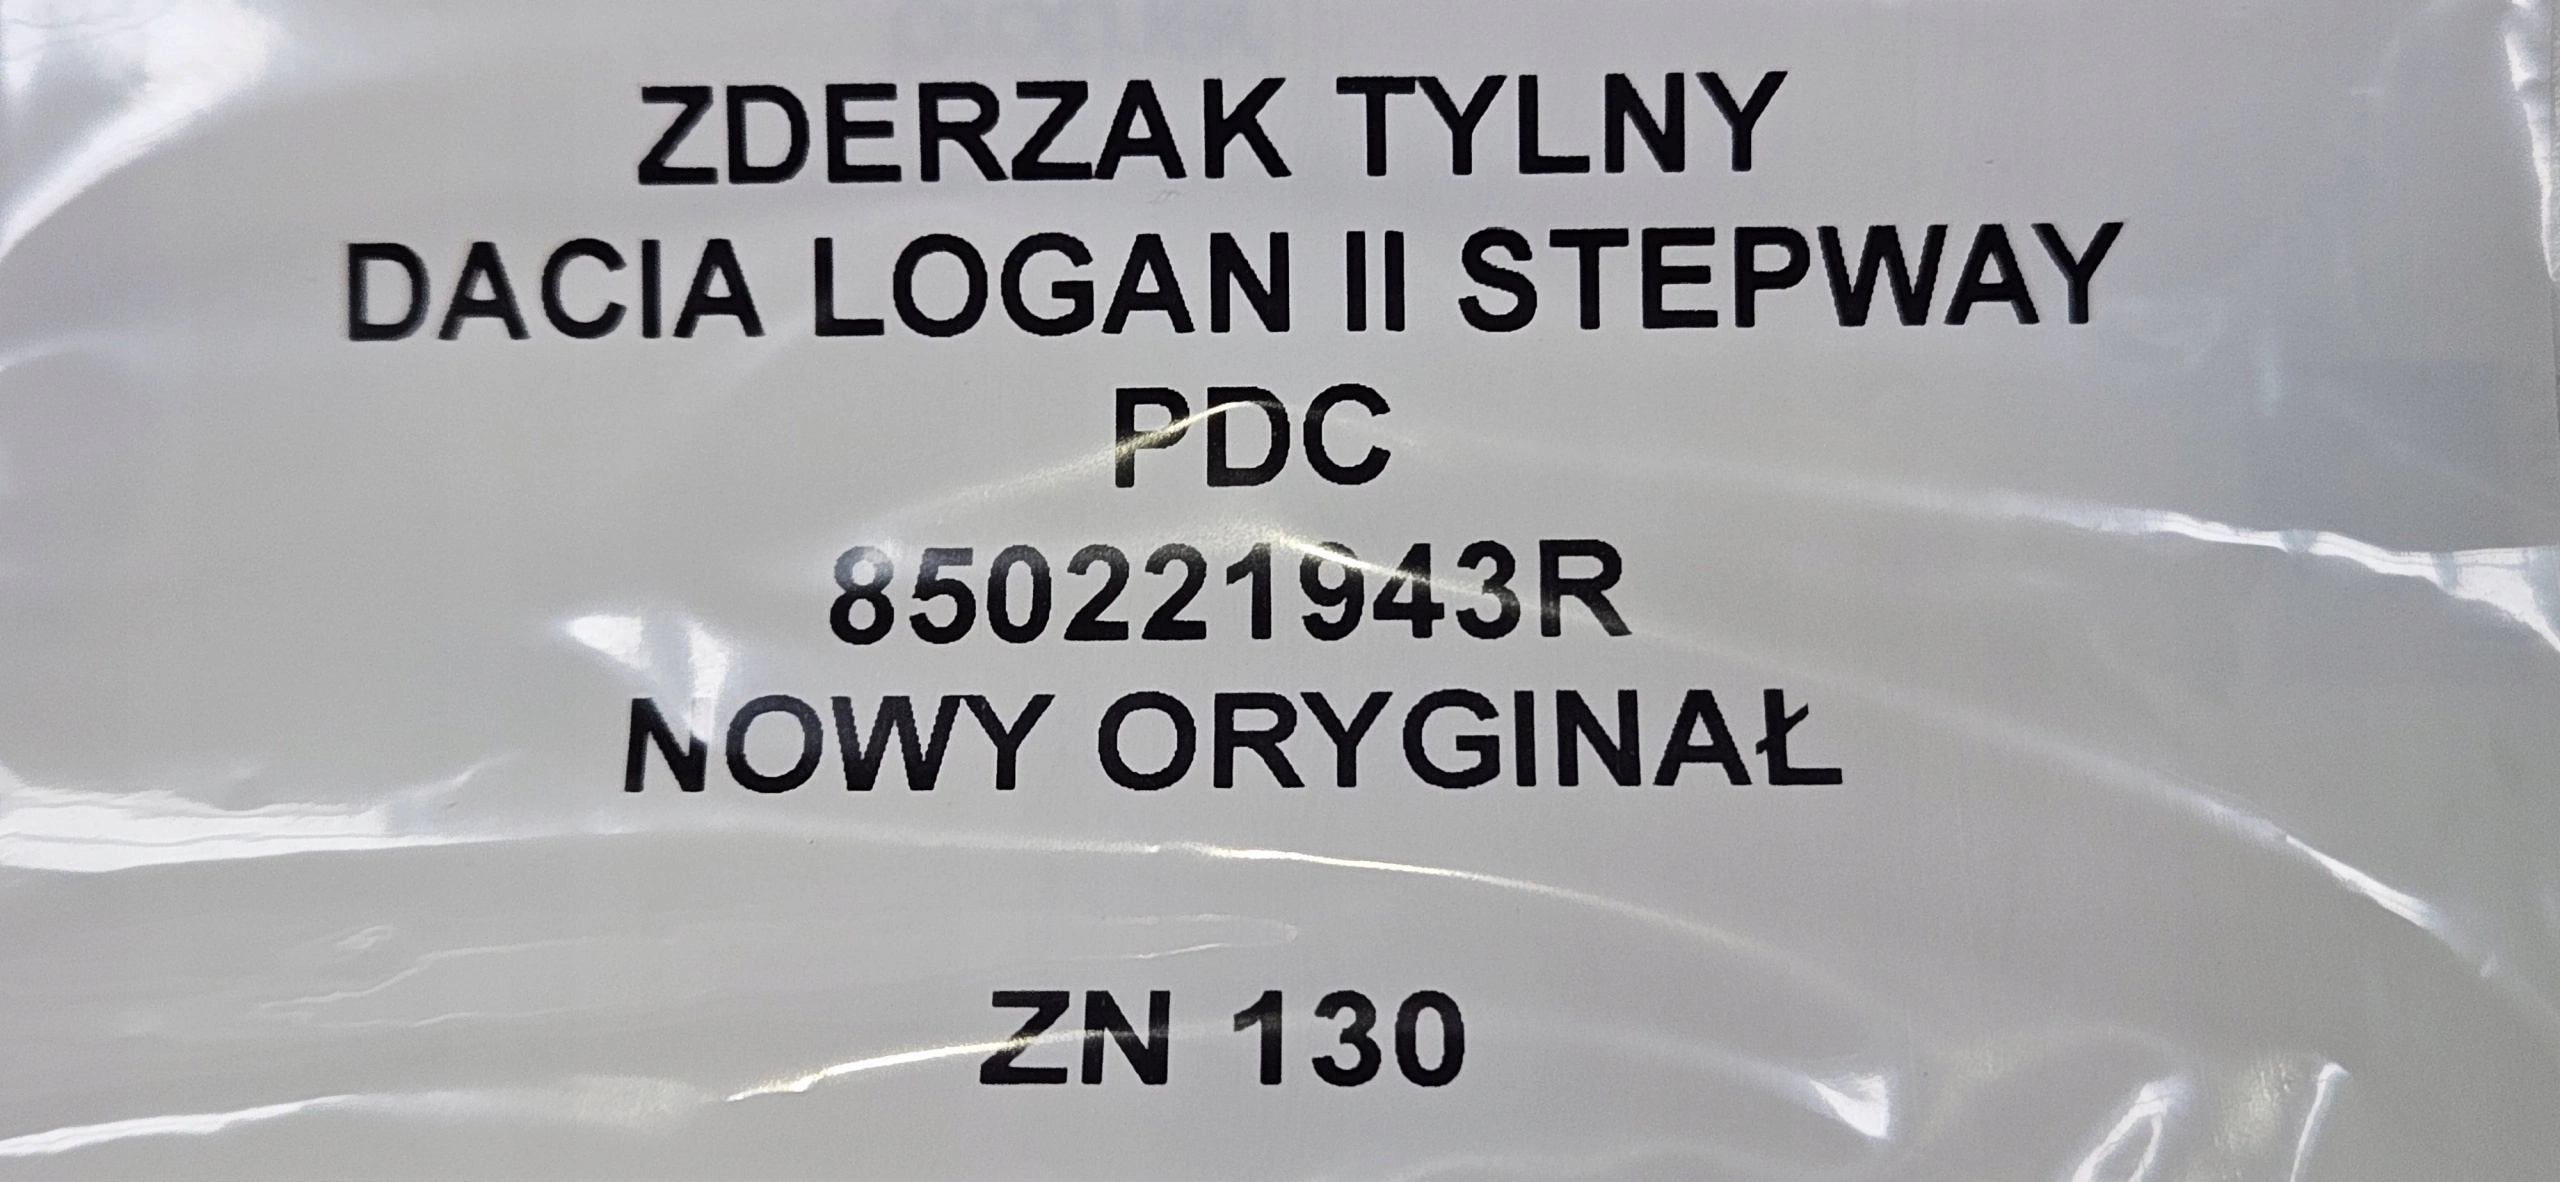 ZDERZAK TYLNY
DACIA LOGAN II STEPWAY
PDC
850221943R
NOWY ORYGINAŁ
ZN 130